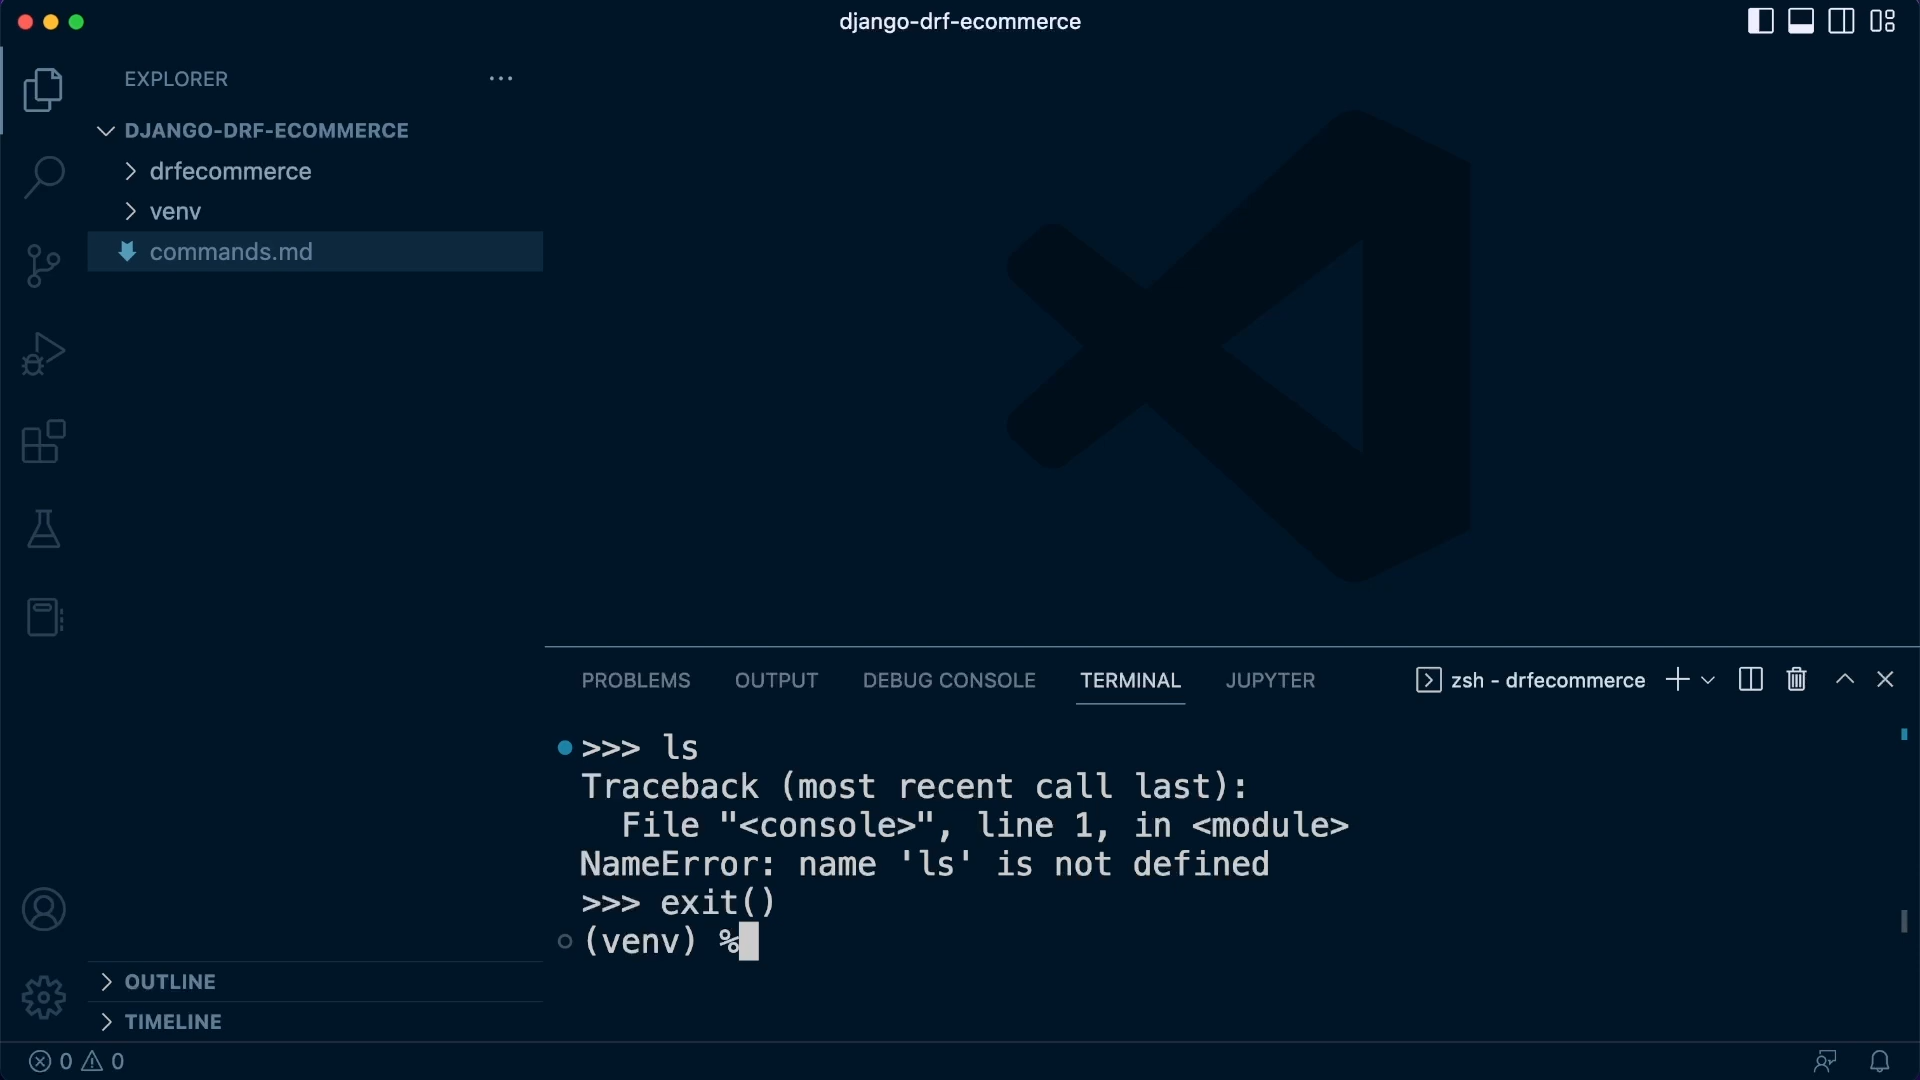 django-drf-ecommerce
EXPLORER
DJANGO-DRF-ECOMMERCE
drfecommerce
venv
commands.md
PROBLEMS OUTPUT DEBUG CONSOLE TERMINAL JUPYTER zsh - drfecommerce
>>> ls
Traceback (most recent call last):
  File "<console>", line 1, in <module>
NameError: name 'ls' is not defined
>>> exit()
(venv) %
OUTLINE
TIMELINE
0 0